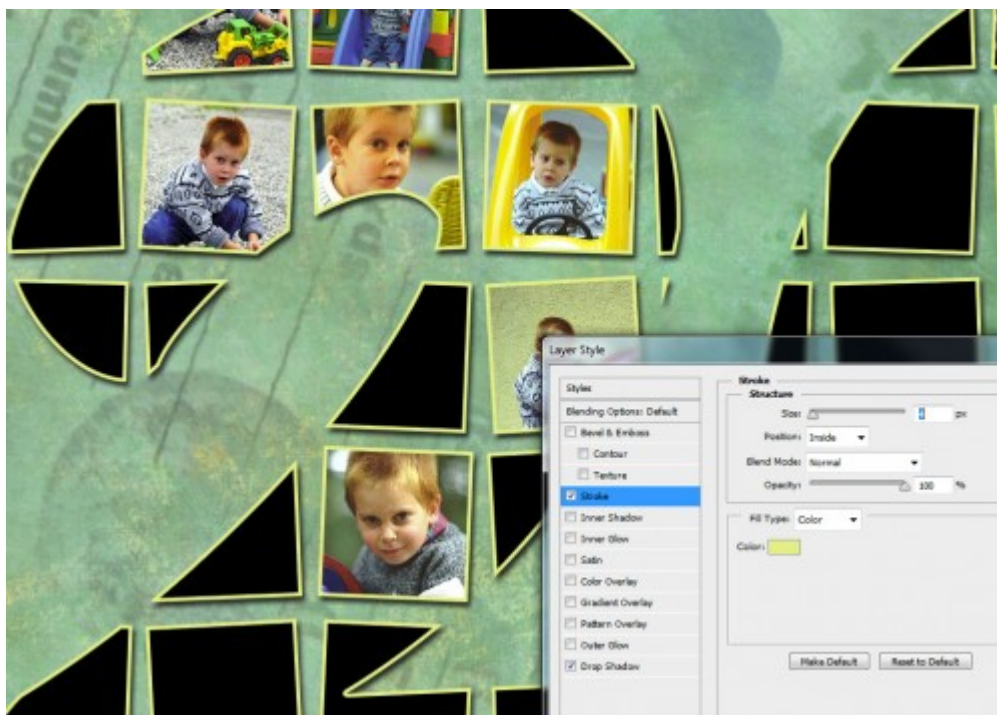 cumbe
Layer Style
Styles
Blending Options: Default
Bevel & Emboss
Contour
Texture
Stroke
Inner Shadow
Inner Glow
Satin
Color Overlay
Gradient Overlay
Pattern Overlay
Outer Glow
Drop Shadow
Stroke
Structure
Size: px
Position: Inside
Blend Mode: Normal
Opacity: 100 %
Fill Type: Color
Color:
Make Default Reset to Default